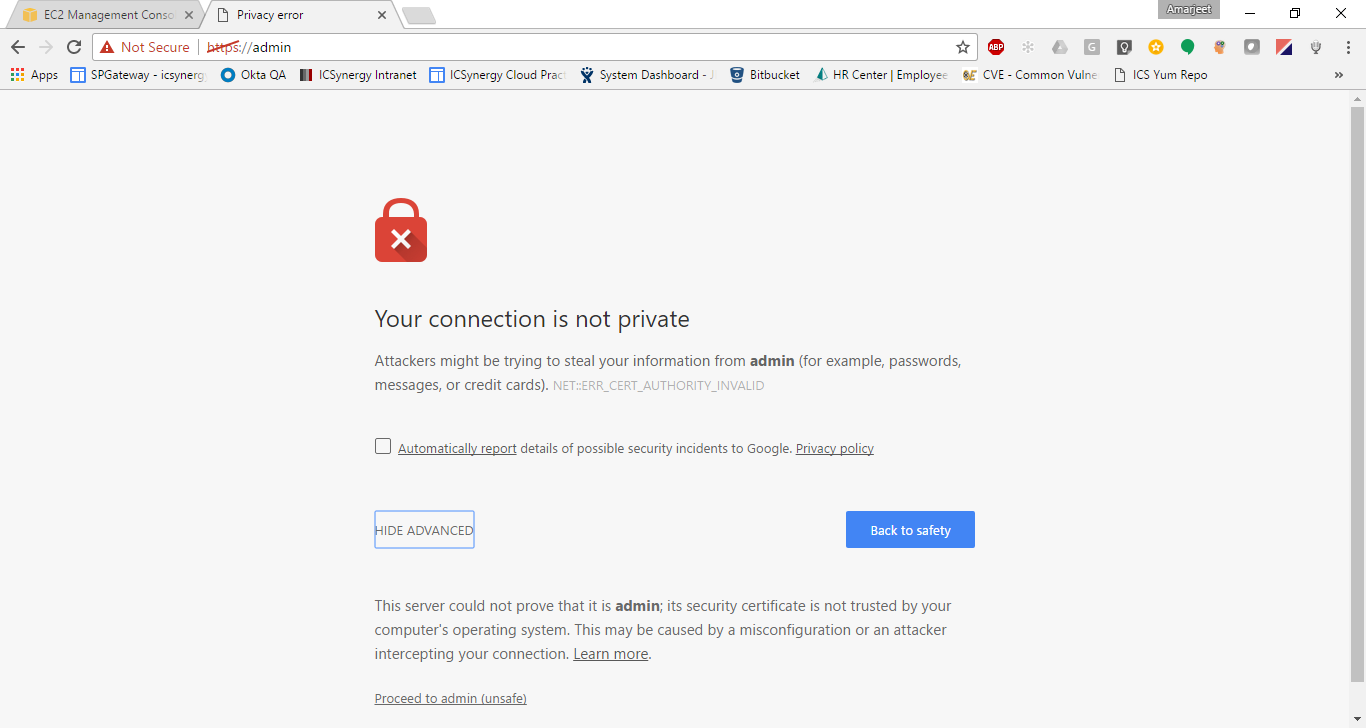 EC2 Management Conso
Privacy error
Amarjeet
Not Secure
https://admin
ABP
G
Apps
SPGateway - icsynerg
Okta QA
ICSynergy Intranet
ICSynergy Cloud Pract
System Dashboard - J
Bitbucket
HR Center | Employee
CVE - Common Vulne
ICS Yum Repo
»
Your connection is not private
Attackers might be trying to steal your information from admin (for example, passwords,
messages, or credit cards). NET::ERR_CERT_AUTHORITY_INVALID
Automatically report details of possible security incidents to Google. Privacy policy
HIDE ADVANCED
Back to safety
This server could not prove that it is admin; its security certificate is not trusted by your
computer's operating system. This may be caused by a misconfiguration or an attacker
intercepting your connection. Learn more.
Proceed to admin (unsafe)